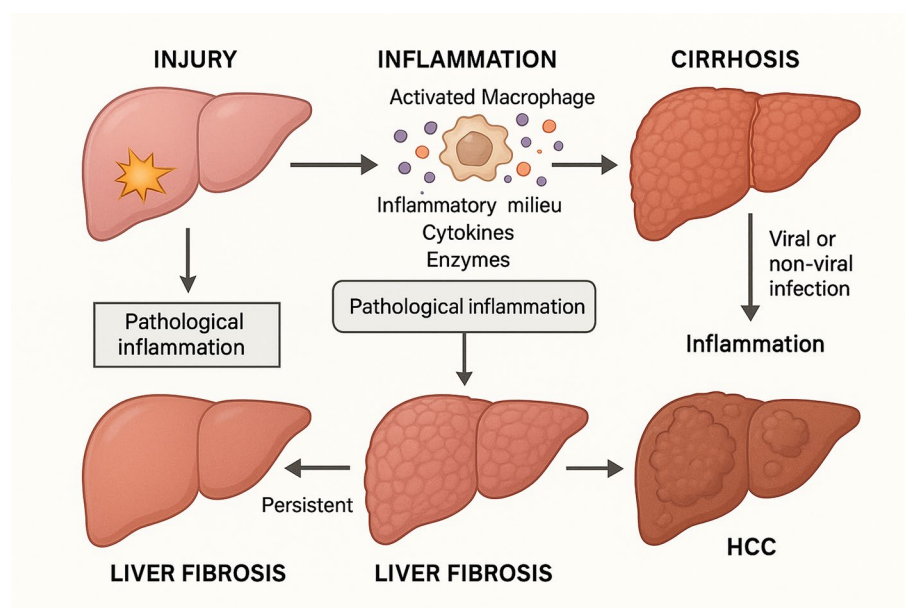 INJURY
INFLAMMATION
CIRRHOSIS
Activated Macrophage
Inflammatory milieu
Cytokines
Enzymes
Viral or
non-viral
infection
Pathological
inflammation
Pathological inflammation
Inflammation
Persistent
LIVER FIBROSIS
LIVER FIBROSIS
HCC